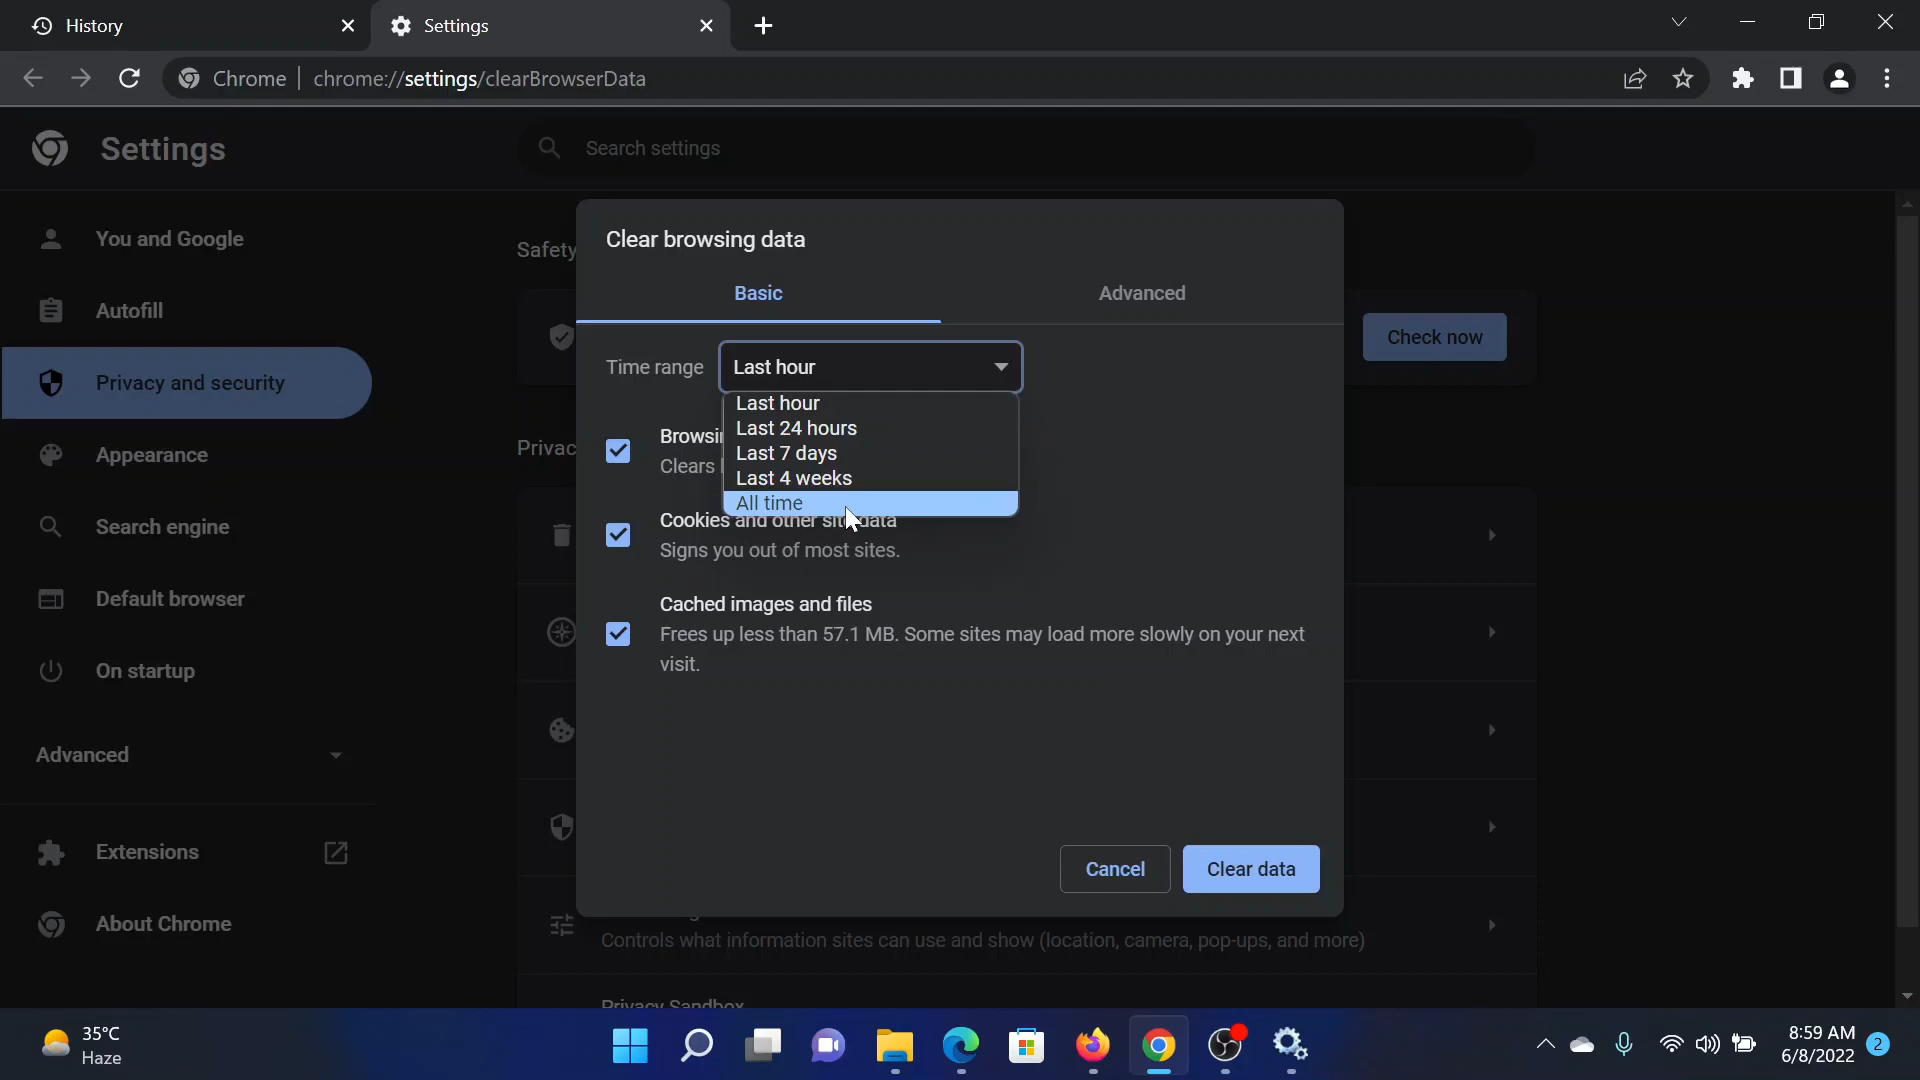 History
Settings
Chrome
chrome://settings/clearBrowserData
Settings
Search settings
You and Google
Autofill
Privacy and security
Appearance
Search engine
Default browser
On startup
Advanced
Extensions
About Chrome
Safety
Check now
Clear browsing data
Basic
Advanced
Time range
Last hour
Last hour
Last 24 hours
Last 7 days
Last 4 weeks
All time
Clears
Cookies and other site data
Signs you out of most sites.
Cached images and files
Frees up less than 57.1 MB. Some sites may load more slowly on your next
visit.
Cancel
Clear data
Controls what information sites can use and show (location, camera, pop-ups, and more)
Privacy Sandbox
35°C
Haze
8:59 AM
6/8/2022
2